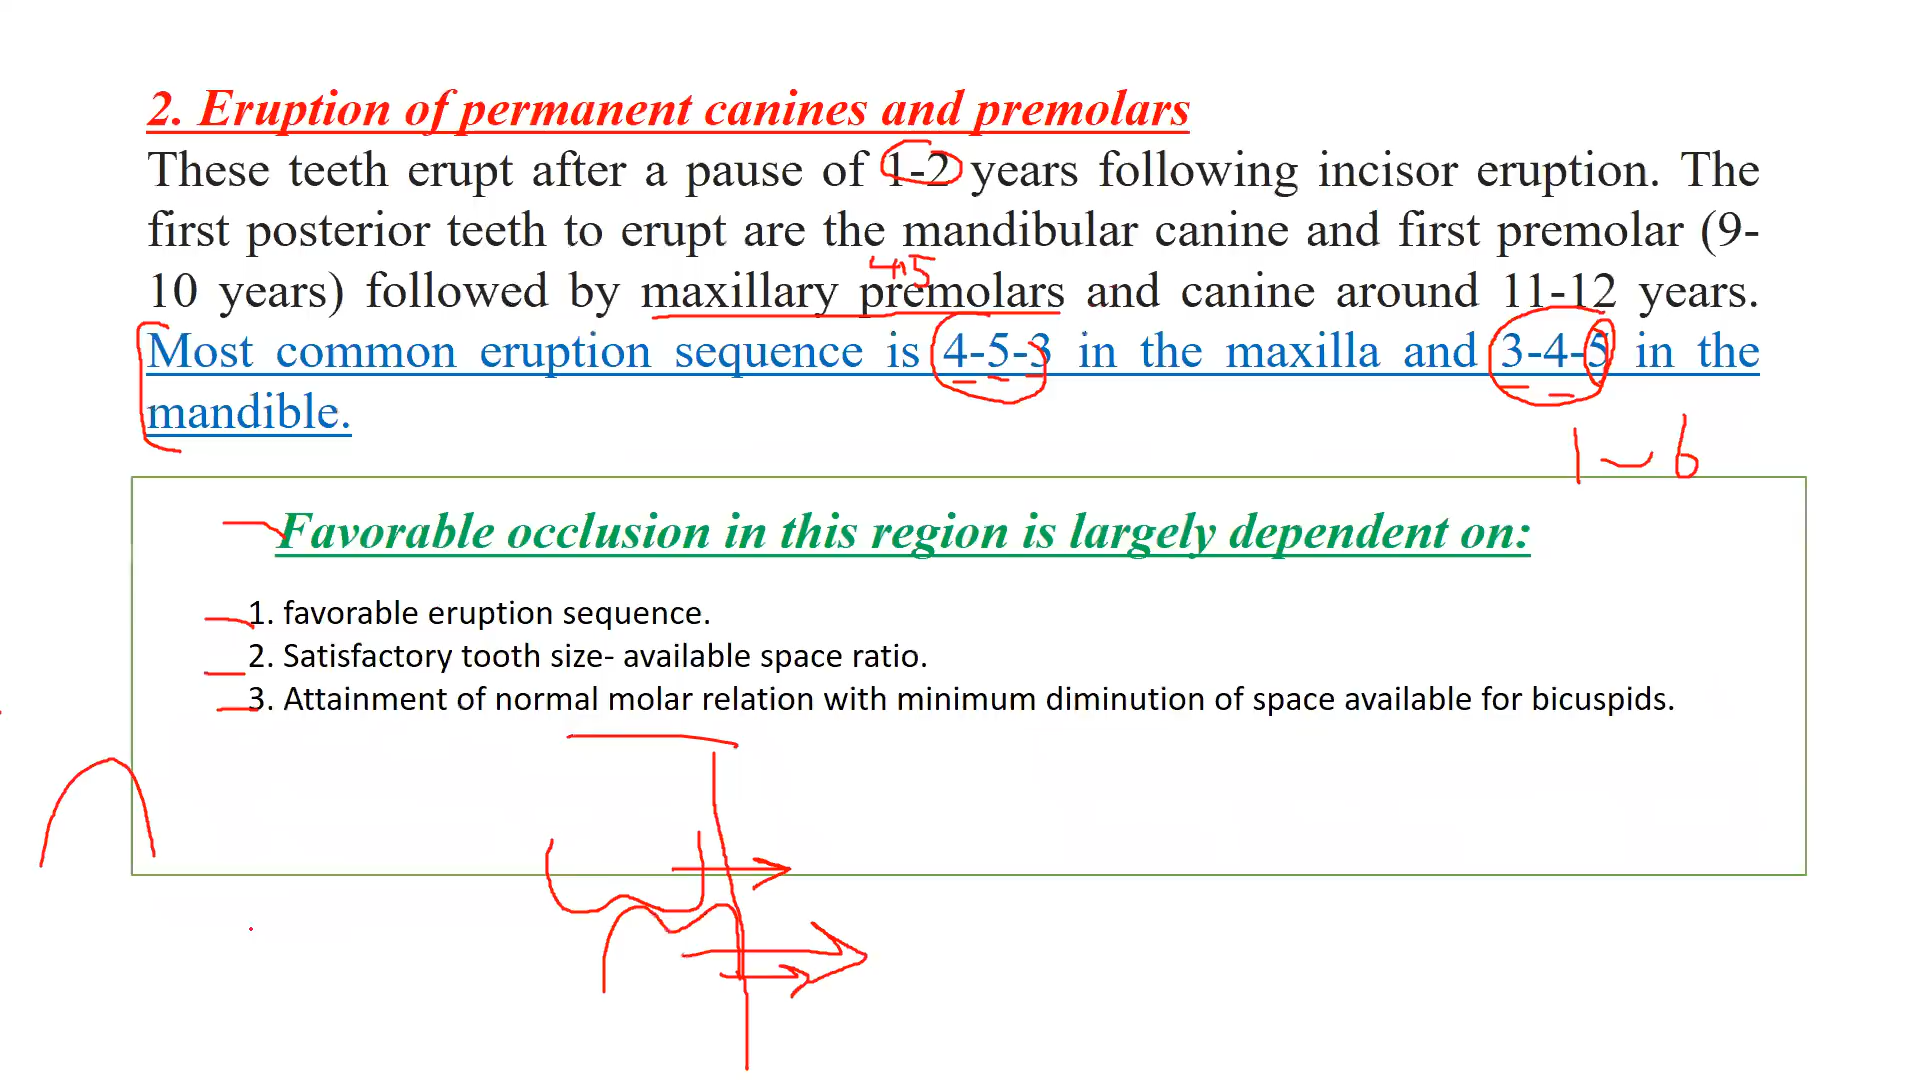 2. Eruption of permanent canines and premolars
These teeth erupt after a pause of 1-2 years following incisor eruption. The
first posterior teeth to erupt are the mandibular canine and first premolar (9-
4,5
10 years) followed by maxillary premolars and canine around 11-12 years.
Most common eruption sequence is 4-5-3 in the maxilla and 3-4-5 in the
mandible.
1-6
Favorable occlusion in this region is largely dependent on:
1. favorable eruption sequence.
2. Satisfactory tooth size- available space ratio.
3. Attainment of normal molar relation with minimum diminution of space available for bicuspids.